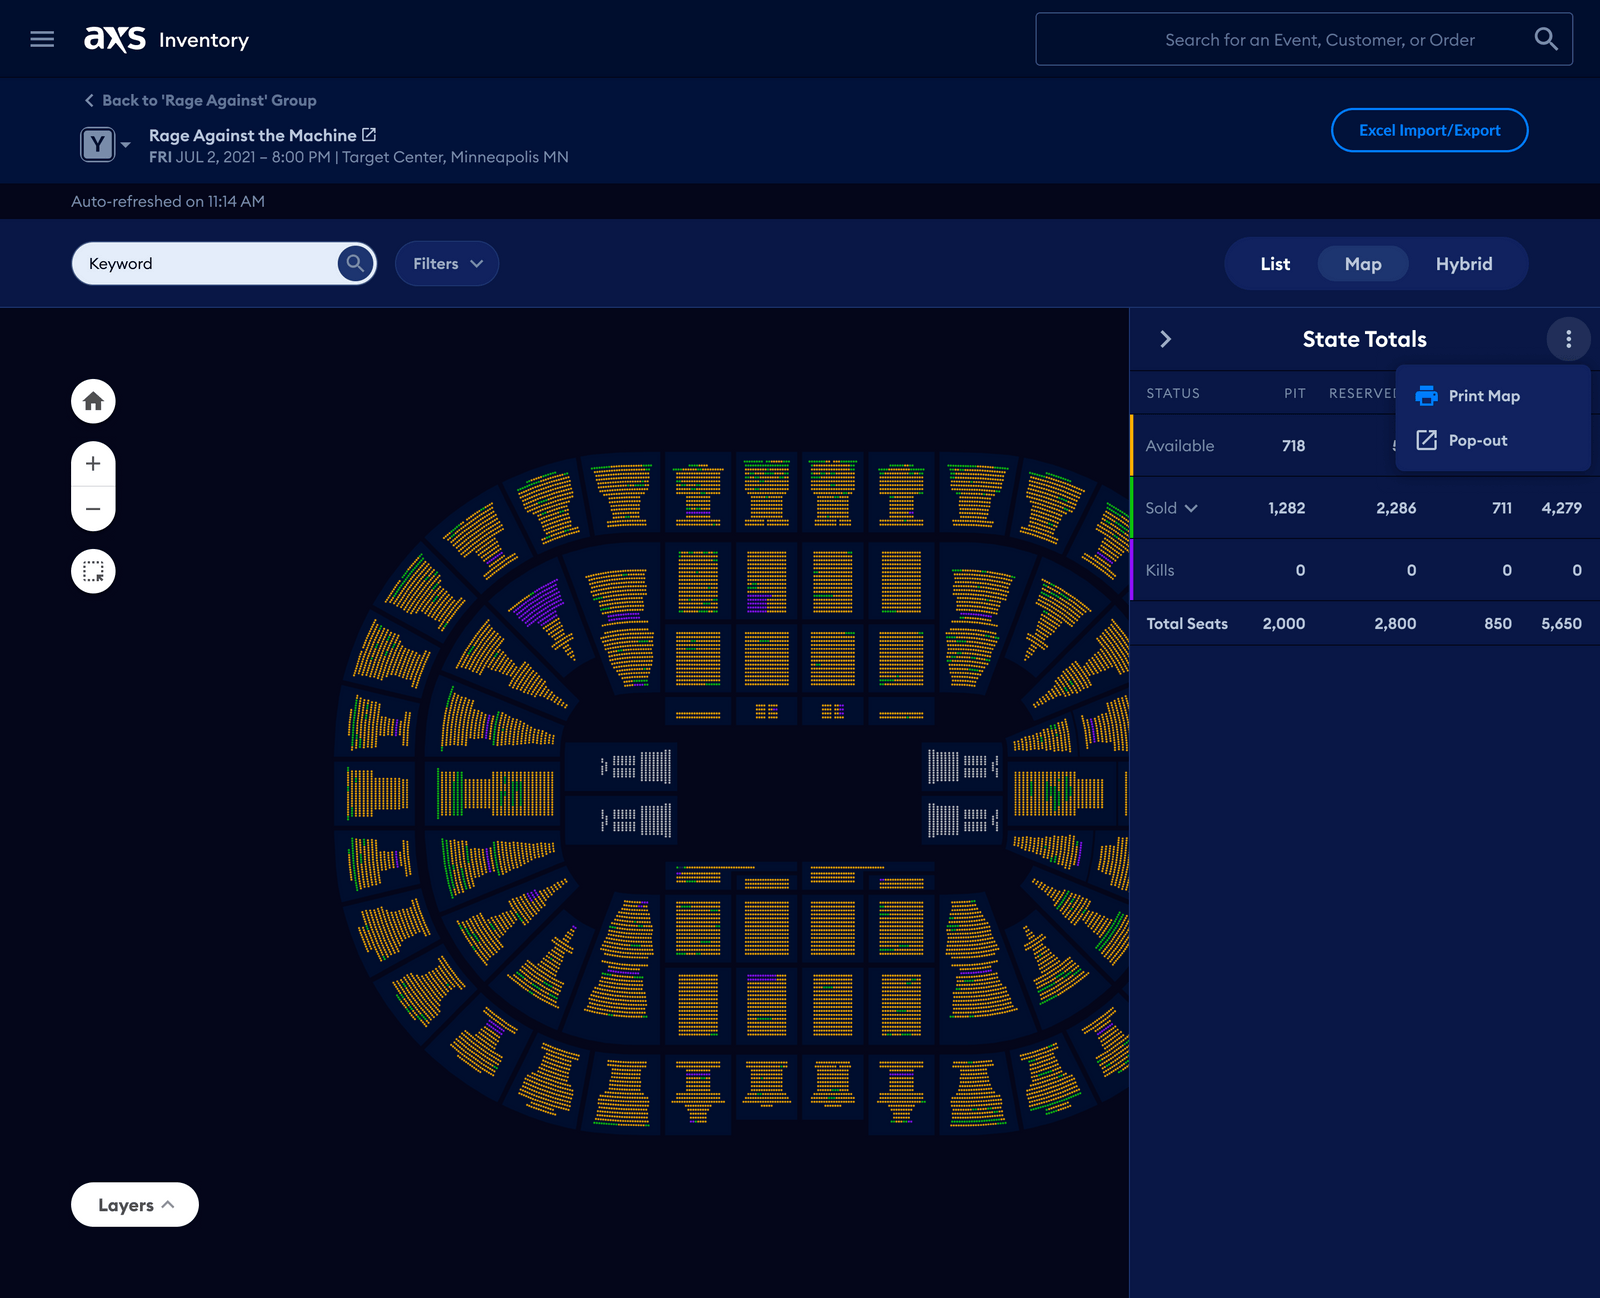 axs Inventory
Search for an Event, Customer, or Order
Back to 'Rage Against' Group
Y
Rage Against the Machine
FRI JUL 2, 2021 – 8:00 PM | Target Center, Minneapolis MN
Excel Import/Export
Auto-refreshed on 11:14 AM
Keyword
Filters
List Map Hybrid
State Totals
STATUS PIT
Print Map
Pop-out
Available 718
Sold 1,282 2,286 711 4,279
Kills 0 0 0 0
Total Seats 2,000 2,800 850 5,650
Layers